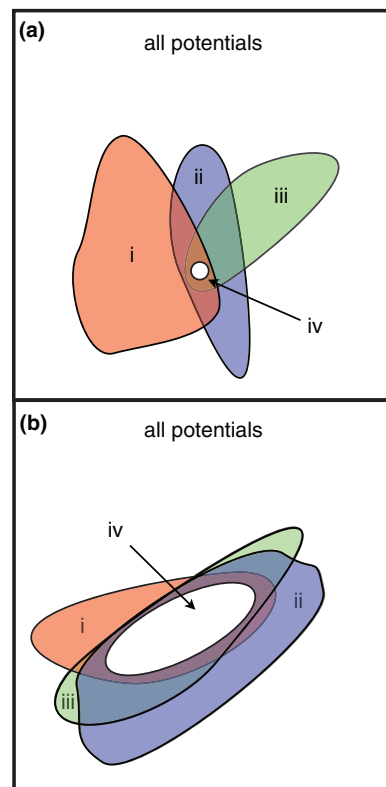 (a)
all potentials
ii
iii
i
iv
(b)
all potentials
iv
ii
i
iii